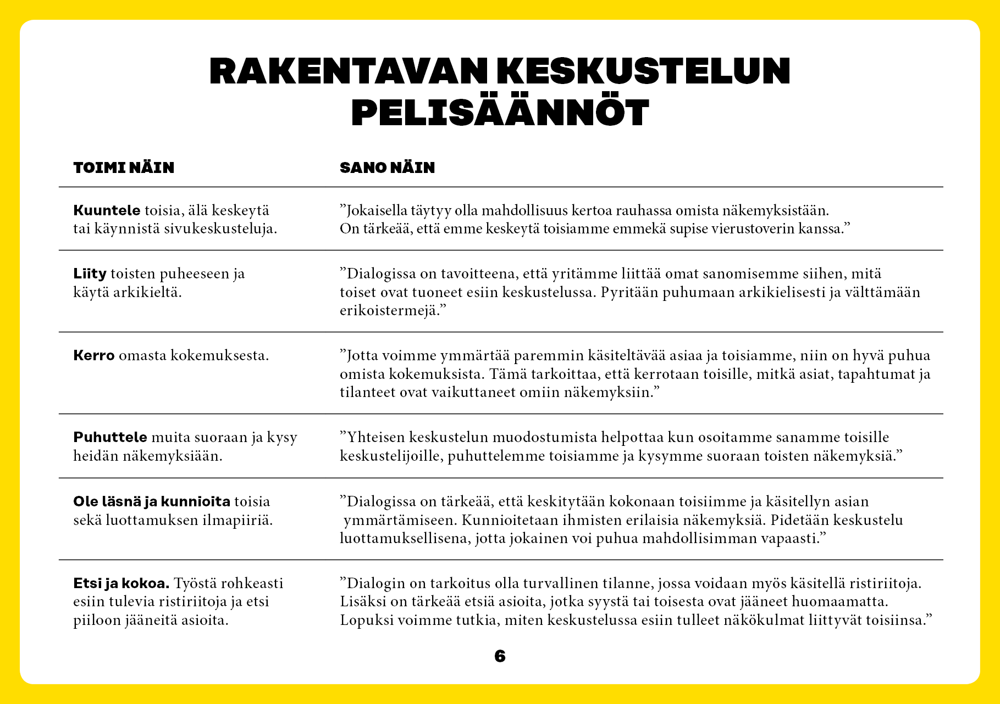 RAKENTAVAN KESKUSTELUN
PELISÄÄNNÖT
TOIMI NÄIN
SANO NÄIN
Kuuntele toisia, älä keskeytä
tai käynnistä sivukeskusteluja.
”Jokaisella täytyy olla mahdollisuus kertoa rauhassa omista näkemyksistään.
On tärkeää, että emme keskeytä toisiamme emmekä supise vierustoverin kanssa.”
Liity toisten puheeseen ja
käytä arkikieltä.
”Dialogissa on tavoitteena, että yritämme liittää omat sanomisemme siihen, mitä
toiset ovat tuoneet esiin keskustelussa. Pyritään puhumaan arkikielisesti ja välttämään
erikoistermejä.”
Kerro omasta kokemuksesta.
”Jotta voimme ymmärtää paremmin käsiteltävää asiaa ja toisiamme, niin on hyvä puhua
omista kokemuksista. Tämä tarkoittaa, että kerrotaan toisille, mitkä asiat, tapahtumat ja
tilanteet ovat vaikuttaneet omiin näkemyksiin.”
Puhuttele muita suoraan ja kysy
heidän näkemyksiään.
”Yhteisen keskustelun muodostumista helpottaa kun osoitamme sanamme toisille
keskustelijoille, puhuttelemme toisiamme ja kysymme suoraan toisten näkemyksiä.”
Ole läsnä ja kunnioita toisia
sekä luottamuksen ilmapiiriä.
”Dialogissa on tärkeää, että keskitytään kokonaan toisiimme ja käsitellyn asian
ymmärtämiseen. Kunnioitetaan ihmisten erilaisia näkemyksiä. Pidetään keskustelu
luottamuksellisena, jotta jokainen voi puhua mahdollisimman vapaasti.”
Etsi ja kokoa. Työstä rohkeasti
esiin tulevia ristiriitoja ja etsi
piiloon jääneitä asioita.
”Dialogin on tarkoitus olla turvallinen tilanne, jossa voidaan myös käsitellä ristiriitoja.
Lisäksi on tärkeää etsiä asioita, jotka syystä tai toisesta ovat jääneet huomaamatta.
Lopuksi voimme tutkia, miten keskustelussa esiin tulleet näkökulmat liittyvät toisiinsa.”
6